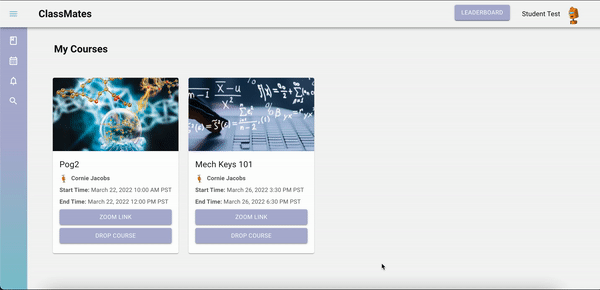 ClassMates
LEADERBOARD
Student Test
My Courses
Pog2
Cornie Jacobs
Start Time: March 22, 2022 10:00 AM PST
End Time: March 22, 2022 12:00 PM PST
ZOOM LINK
DROP COURSE
Mech Keys 101
Cornie Jacobs
Start Time: March 26, 2022 3:30 PM PST
End Time: March 26, 2022 6:30 PM PST
ZOOM LINK
DROP COURSE